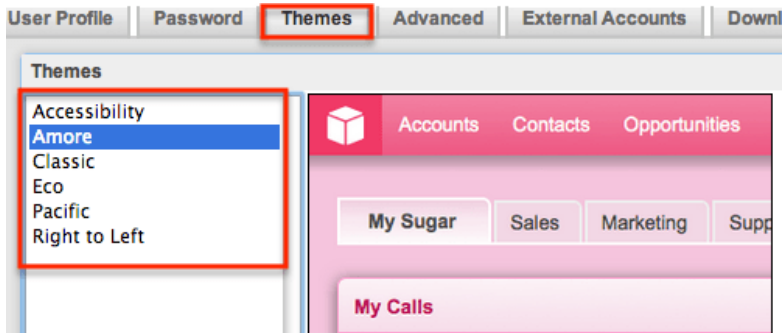 User Profile Password Themes Advanced External Accounts
Themes
Accessibility
Amore
Classic
Eco
Pacific
Right to Left
Accounts Contacts Opportunities
My Sugar Sales Marketing
My Calls